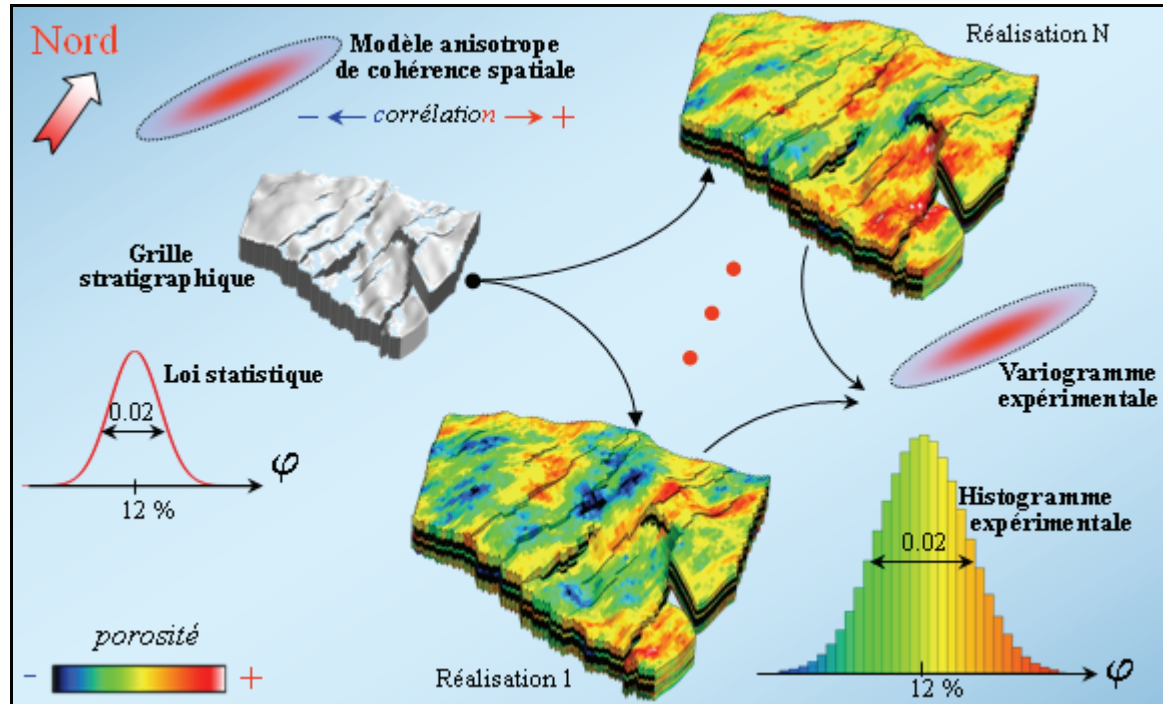 Nord
Modèle anisotrope
de cohérence spatiale
− corrélation +
Réalisation N
Grille
stratigraphique
Loi statistique
0.02
φ
12 %
Variogramme
expérimentale
Histogramme
expérimentale
0.02
φ
12 %
porosité
− +
Réalisation 1